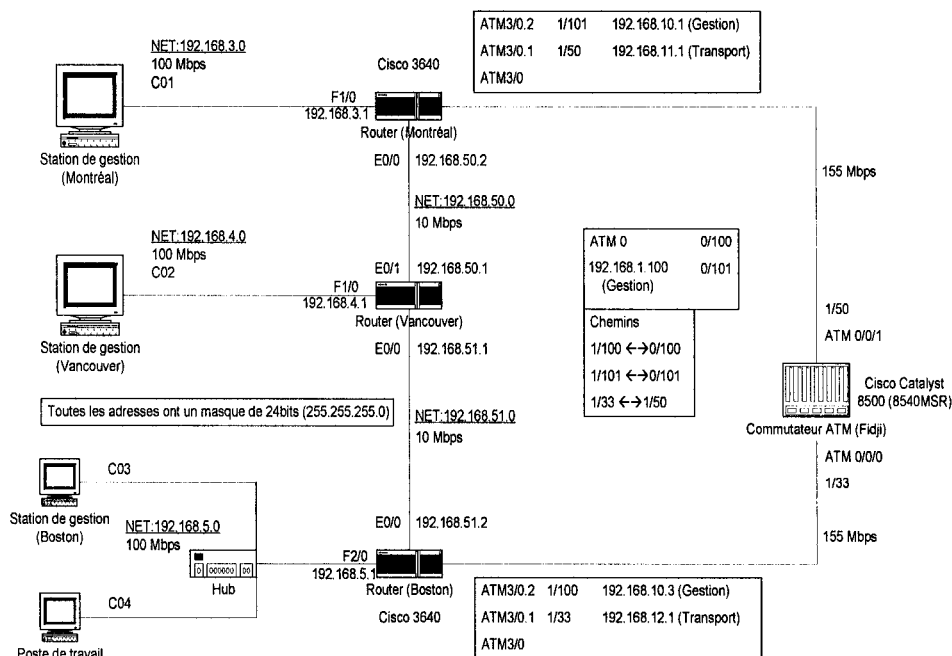 ATM3/0.2 1/101 192.168.10.1 (Gestion)
ATM3/0.1 1/50 192.168.11.1 (Transport)
ATM3/0
NET:192.168.3.0
100 Mbps
C01
Cisco 3640
F1/0
192.168.3.1
Router (Montréal)
Station de gestion
(Montréal)
E0/0 192.168.50.2
155 Mbps
NET:192.168.50.0
10 Mbps
NET:192.168.4.0
100 Mbps
C02
ATM 0 0/100
192.168.1.100 0/101
(Gestion)
E0/1 192.168.50.1
F1/0
192.168.4.1
Router (Vancouver)
Station de gestion
(Vancouver)
E0/0 192.168.51.1
Chemins
1/100 ↔ 0/100
1/101 ↔ 0/101
1/33 ↔ 1/50
1/50
ATM 0/0/1
Cisco Catalyst
8500 (8540MSR)
Commutateur ATM (Fidji)
ATM 0/0/0
1/33
Toutes les adresses ont un masque de 24bits (255.255.255.0)
NET:192.168.51.0
10 Mbps
C03
Station de gestion
(Boston)
NET:192.168.5.0
100 Mbps
E0/0 192.168.51.2
155 Mbps
F2/0
192.168.5.1
Hub
Router (Boston)
Cisco 3640
C04
Poste de travail
ATM3/0.2 1/100 192.168.10.3 (Gestion)
ATM3/0.1 1/33 192.168.12.1 (Transport)
ATM3/0